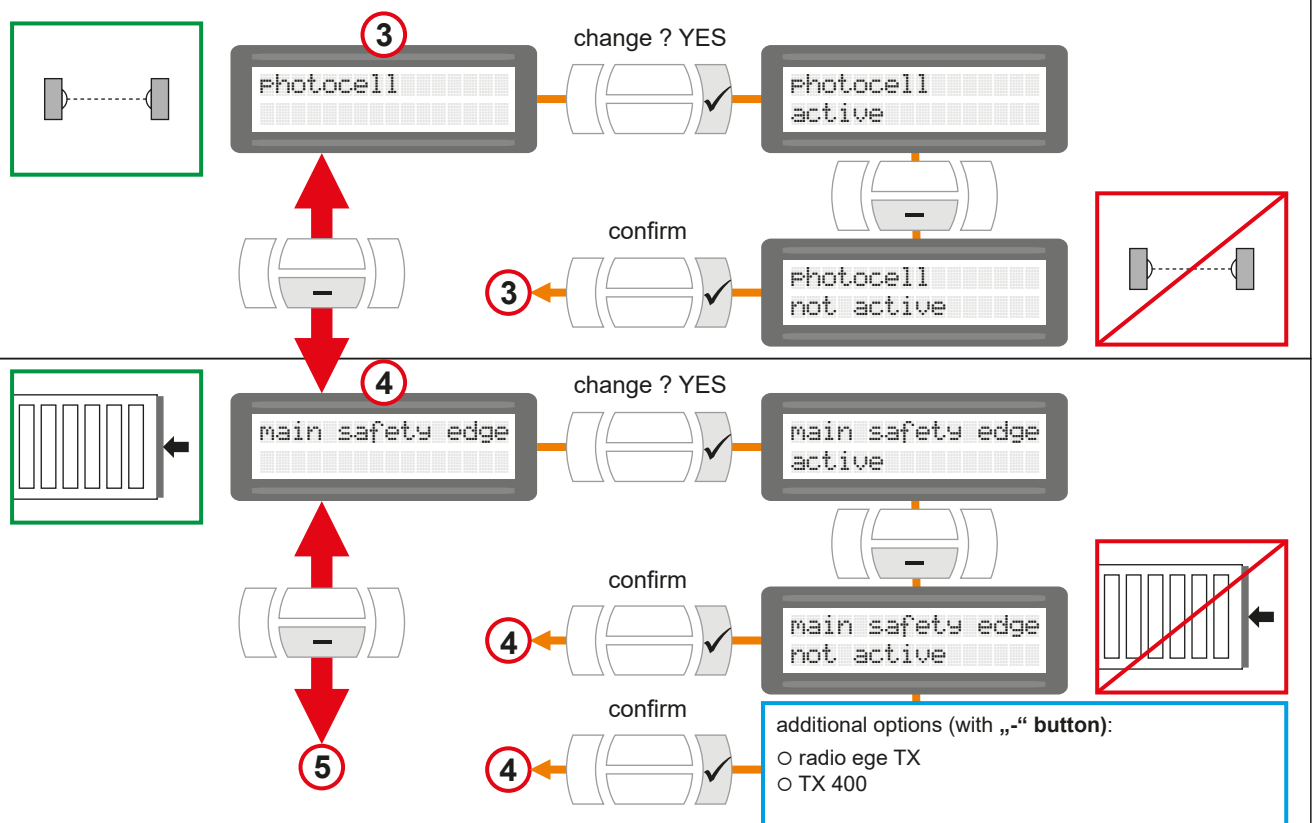 3
change ? YES
photocell
photocell
active
–
confirm
–
3
photocell
not active
4
change ? YES
main safety edge
main safety edge
active
–
confirm
–
4
main safety edge
not active
confirm
additional options (with „-“ button):
○ radio ege TX
5
4
○ TX 400